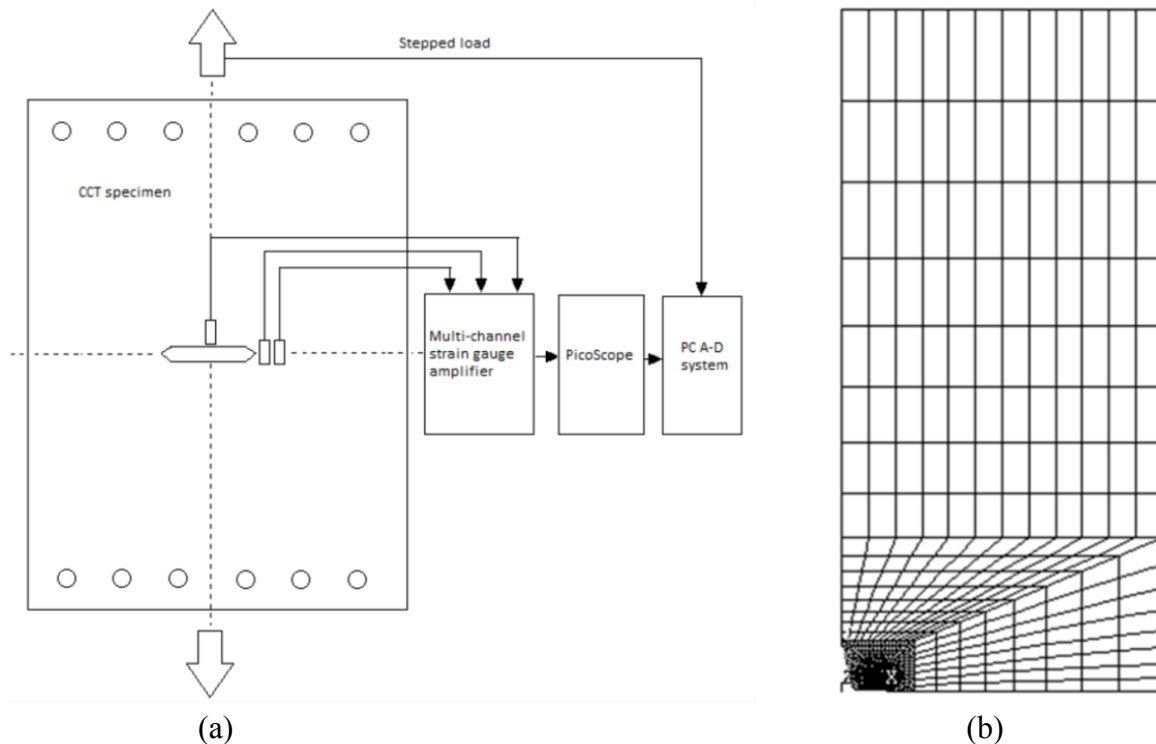 Stepped load
CCT specimen
Multi-channel
strain gauge
amplifier
PicoScope
PC A-D
system
X
(a)
(b)